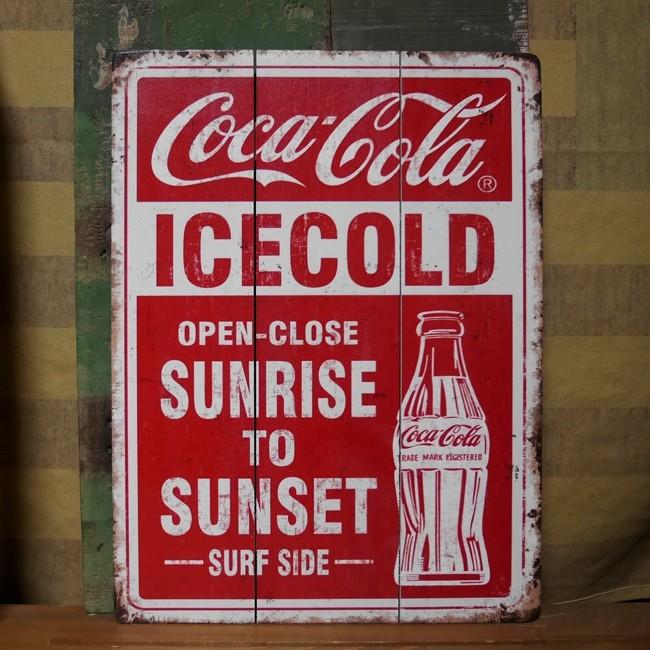 Coca-Cola ®
ICECOLD
OPEN-CLOSE
SUNRISE
TO
SUNSET
SURF SIDE
Coca-Cola
TRADE MARK REGISTERED